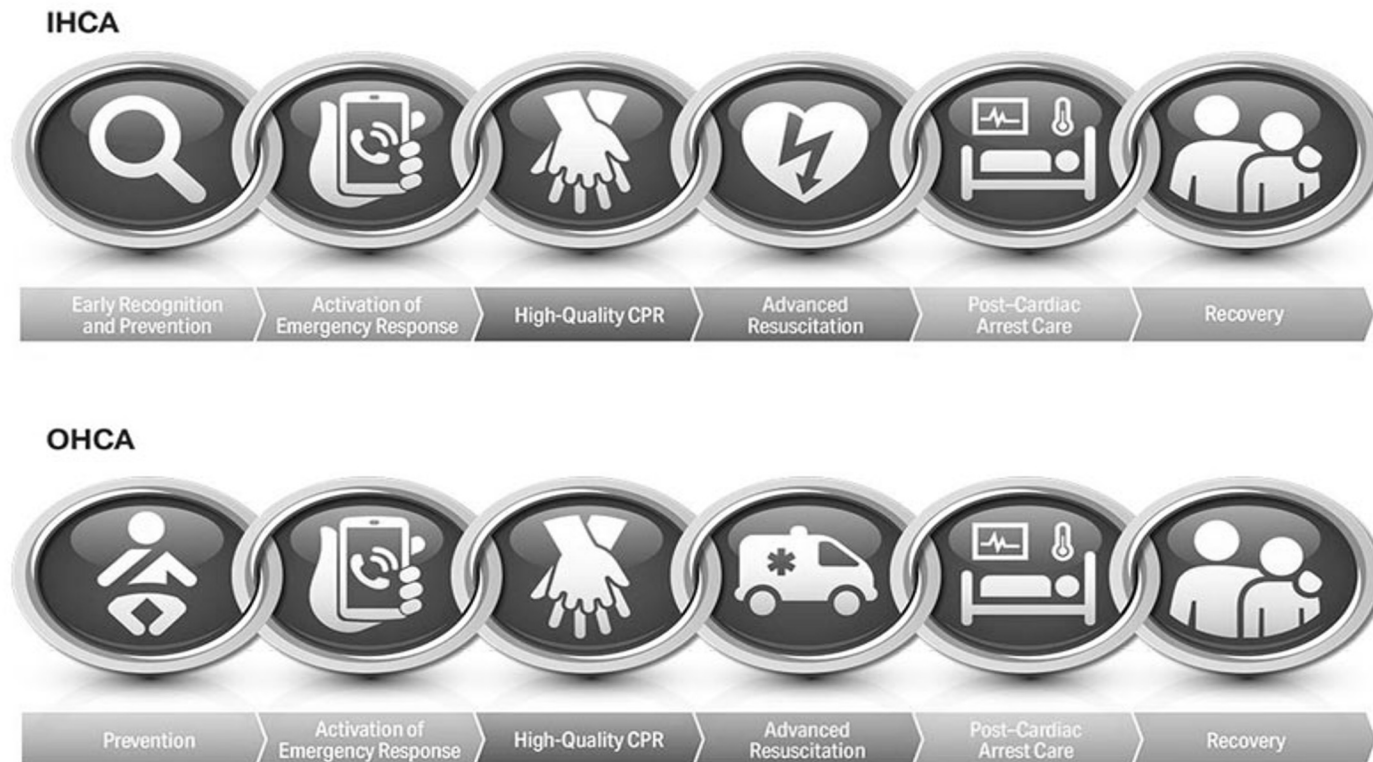 IHCA
Early Recognition
and Prevention
Activation of
Emergency Response
High-Quality CPR
Advanced
Resuscitation
Post–Cardiac
Arrest Care
Recovery
OHCA
Prevention
Activation of
Emergency Response
High-Quality CPR
Advanced
Resuscitation
Post–Cardiac
Arrest Care
Recovery